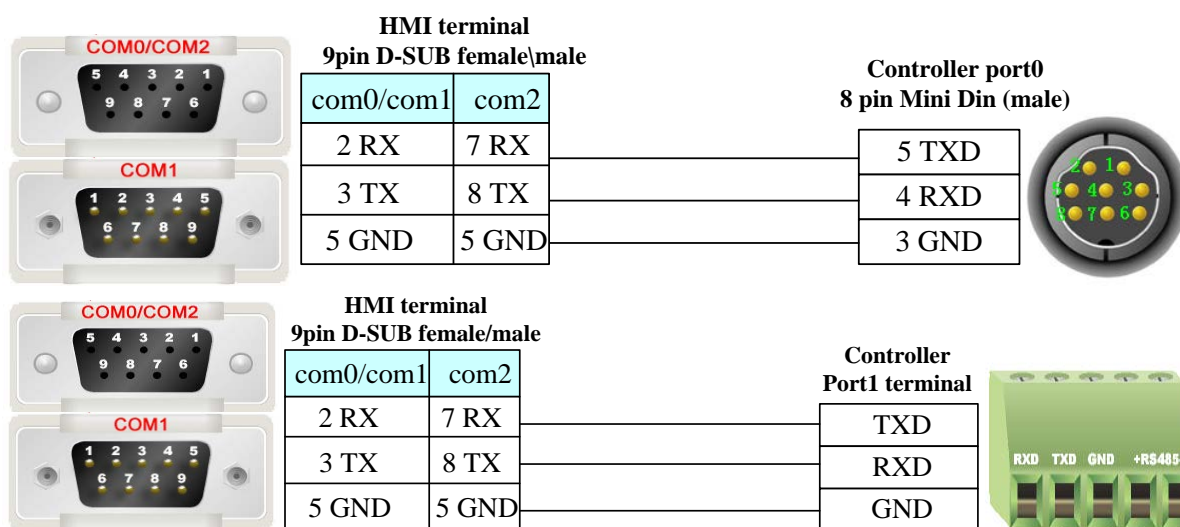 HMI terminal
9pin D-SUB female\male
COM0/COM2
5 4 3 2 1
9 8 7 6
COM1
1 2 3 4 5
6 7 8 9
com0/com1 com2
2 RX 7 RX
3 TX 8 TX
5 GND 5 GND
Controller port0
8 pin Mini Din (male)
5 TXD
4 RXD
3 GND
2 1
5 4 3
8 7 6
HMI terminal
9pin D-SUB female/male
COM0/COM2
5 4 3 2 1
9 8 7 6
COM1
1 2 3 4 5
6 7 8 9
com0/com1 com2
2 RX 7 RX
3 TX 8 TX
5 GND 5 GND
Controller
Port1 terminal
TXD
RXD
GND
RXD TXD GND +RS485-